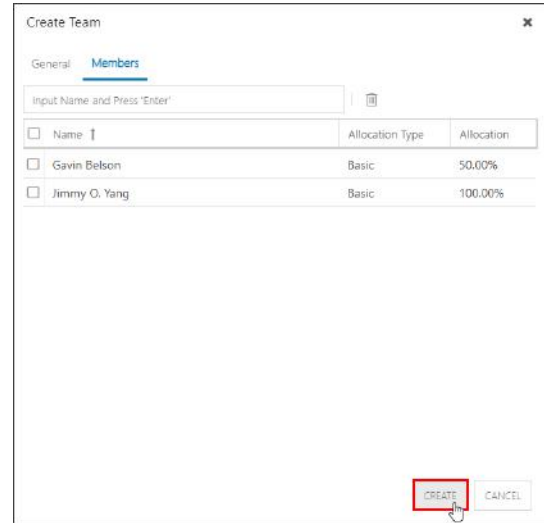 Create Team
General Members
Input Name and Press 'Enter'
Name Allocation Type Allocation
Gavin Belson Basic 50.00%
Jimmy O. Yang Basic 100.00%
CREATE CANCEL